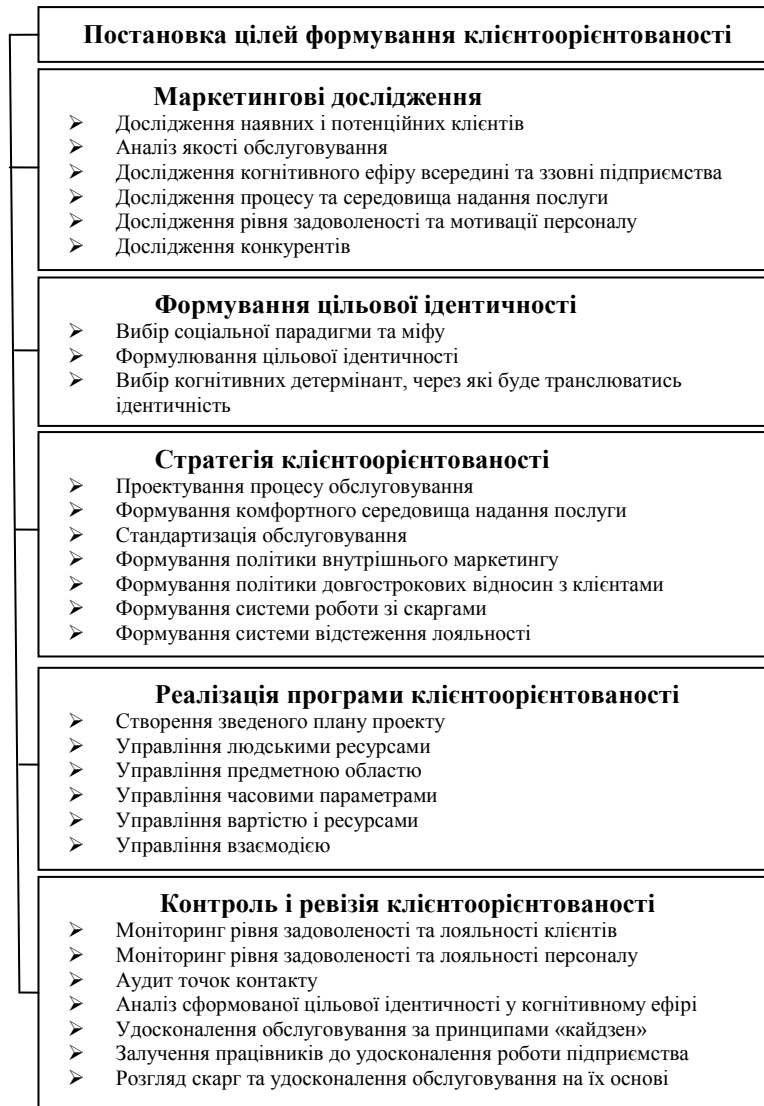 Постановка цілей формування клієнтоорієнтованості
Маркетингові дослідження
➢ Дослідження наявних і потенційних клієнтів
➢ Аналіз якості обслуговування
➢ Дослідження когнітивного ефіру всередині та ззовні підприємства
➢ Дослідження процесу та середовища надання послуги
➢ Дослідження рівня задоволеності та мотивації персоналу
➢ Дослідження конкурентів
Формування цільової ідентичності
➢ Вибір соціальної парадигми та міфу
➢ Формулювання цільової ідентичності
➢ Вибір когнітивних детермінант, через які буде транслюватись
ідентичність
Стратегія клієнтоорієнтованості
➢ Проектування процесу обслуговування
➢ Формування комфортного середовища надання послуги
➢ Стандартизація обслуговування
➢ Формування політики внутрішнього маркетингу
➢ Формування політики довгострокових відносин з клієнтами
➢ Формування системи роботи зі скаргами
➢ Формування системи відстеження лояльності
Реалізація програми клієнтоорієнтованості
➢ Створення зведеного плану проекту
➢ Управління людськими ресурсами
➢ Управління предметною областю
➢ Управління часовими параметрами
➢ Управління вартістю і ресурсами
➢ Управління взаємодією
Контроль і ревізія клієнтоорієнтованості
➢ Моніторинг рівня задоволеності та лояльності клієнтів
➢ Моніторинг рівня задоволеності та лояльності персоналу
➢ Аудит точок контакту
➢ Аналіз сформованої цільової ідентичності у когнітивному ефірі
➢ Удосконалення обслуговування за принципами «кайдзен»
➢ Залучення працівників до удосконалення роботи підприємства
➢ Розгляд скарг та удосконалення обслуговування на їх основі